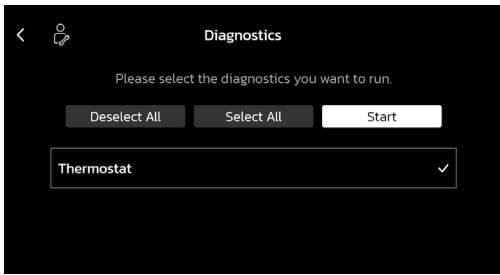 Diagnostics
Please select the diagnostics you want to run.
Deselect All Select All Start
Thermostat